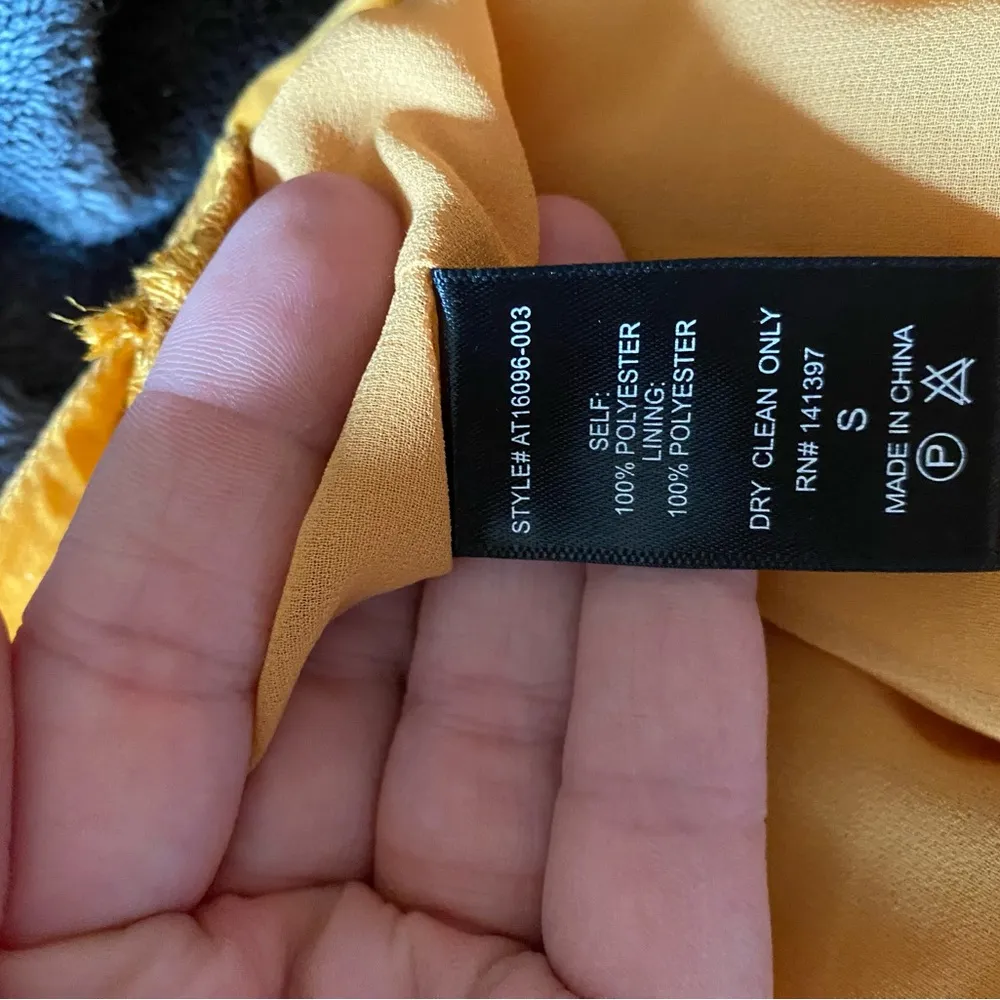 STYLE# AT16096-003
SELF:
100% POLYESTER
LINING:
100% POLYESTER
DRY CLEAN ONLY
RN# 141397
S
MADE IN CHINA
P